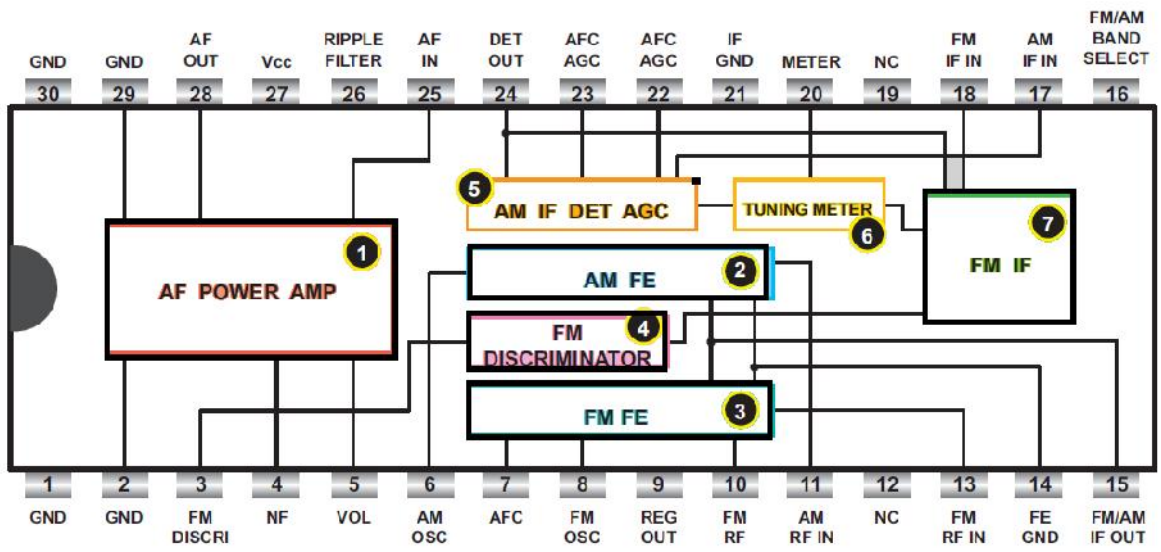 FM/AM
AF RIPPLE AF DET AFC AFC IF FM AM BAND
GND GND OUT Vcc FILTER IN OUT AGC AGC GND METER NC IF IN IF IN SELECT
30 29 28 27 26 25 24 23 22 21 20 19 18 17 16
5
AM IF DET AGC
TUNING METER
6
7
FM IF
1
AF POWER AMP
2
AM FE
4
FM
DISCRIMINATOR
3
FM FE
1 2 3 4 5 6 7 8 9 10 11 12 13 14 15
GND GND FM NF VOL AM AFC FM REG FM AM NC FM FE FM/AM
DISCRI OSC OSC OUT RF RF IN RF IN GND IF OUT